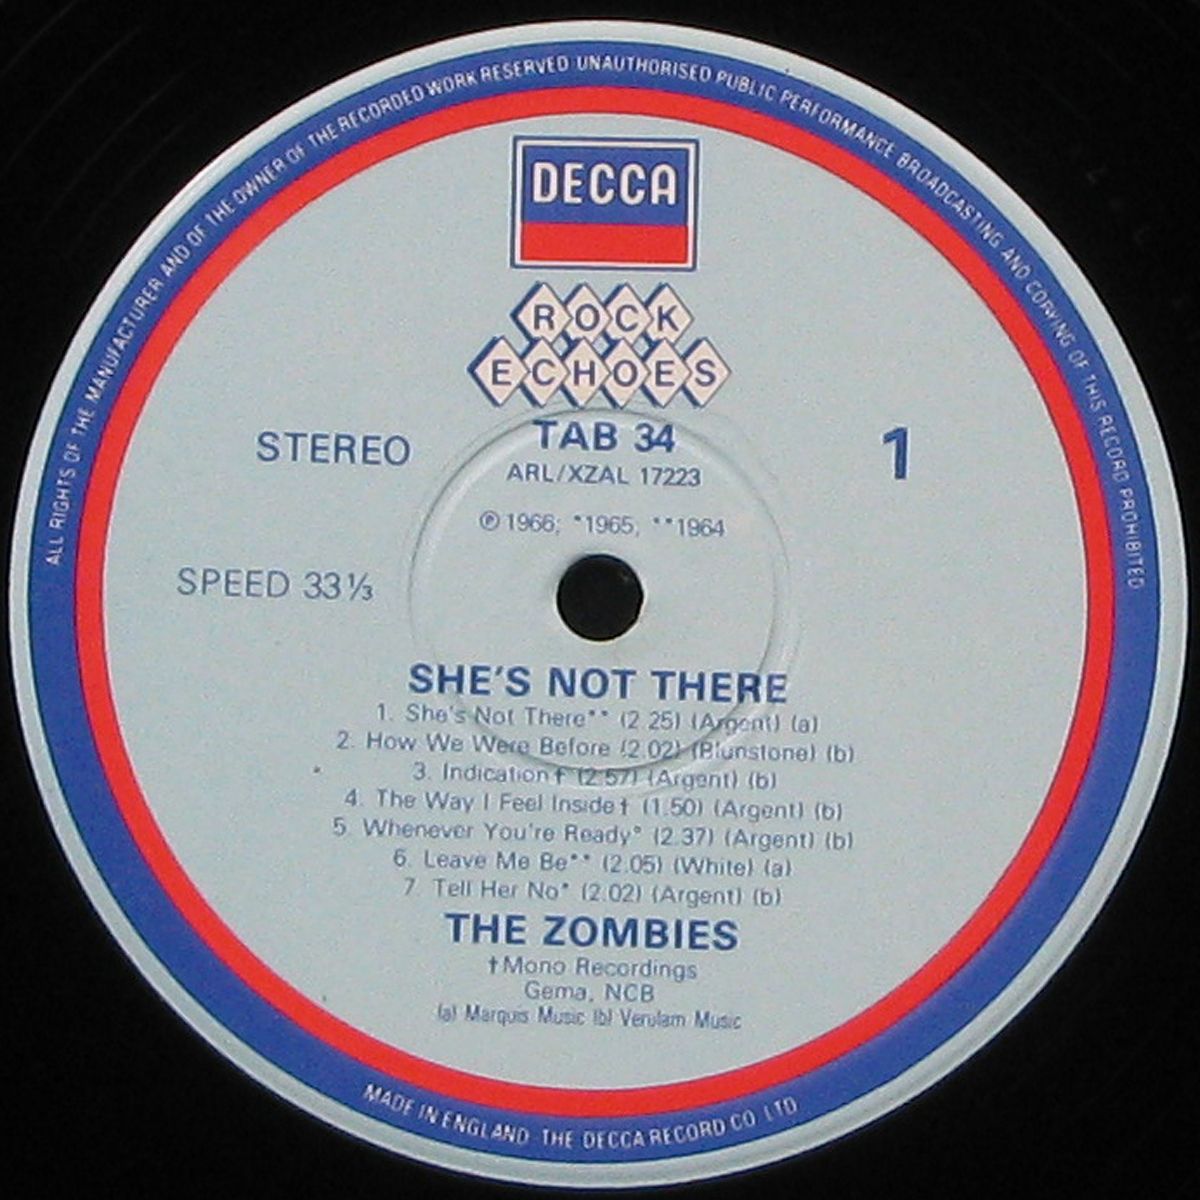 ALL RIGHTS OF THE MANUFACTURER AND OF THE OWNER OF THE RECORDED WORK RESERVED UNAUTHORISED PUBLIC PERFORMANCE BROADCASTING AND COPYING OF THIS RECORD PROHIBITED
DECCA
ROCK
ECHOES
STEREO
TAB 34
1
ARL/XZAL 17223
℗ 1966; *1965, **1964
SPEED 33⅓
SHE'S NOT THERE
1. She's Not There** (2.25) (Argent) (a)
2. How We Were Before (2.02) (Blunstone) (b)
3. Indication† (2.57) (Argent) (b)
4. The Way I Feel Inside† (1.50) (Argent) (b)
5. Whenever You're Ready* (2.37) (Argent) (b)
6. Leave Me Be** (2.05) (White) (a)
7. Tell Her No* (2.02) (Argent) (b)
THE ZOMBIES
†Mono Recordings
Gema, NCB
(a) Marquis Music (b) Verulam Music
MADE IN ENGLAND THE DECCA RECORD CO LTD